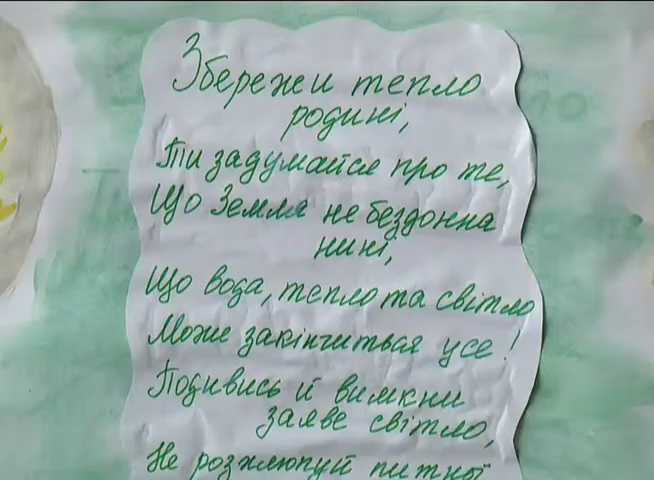 Збережи тепло
родині,
Ти задумайся про те,
Що Земля не бездонна
нині,
Що вода, тепло та світло
Може закінчиться усе!
Подивись й вимкни
заяве світло,
Не розхлюпуй питної